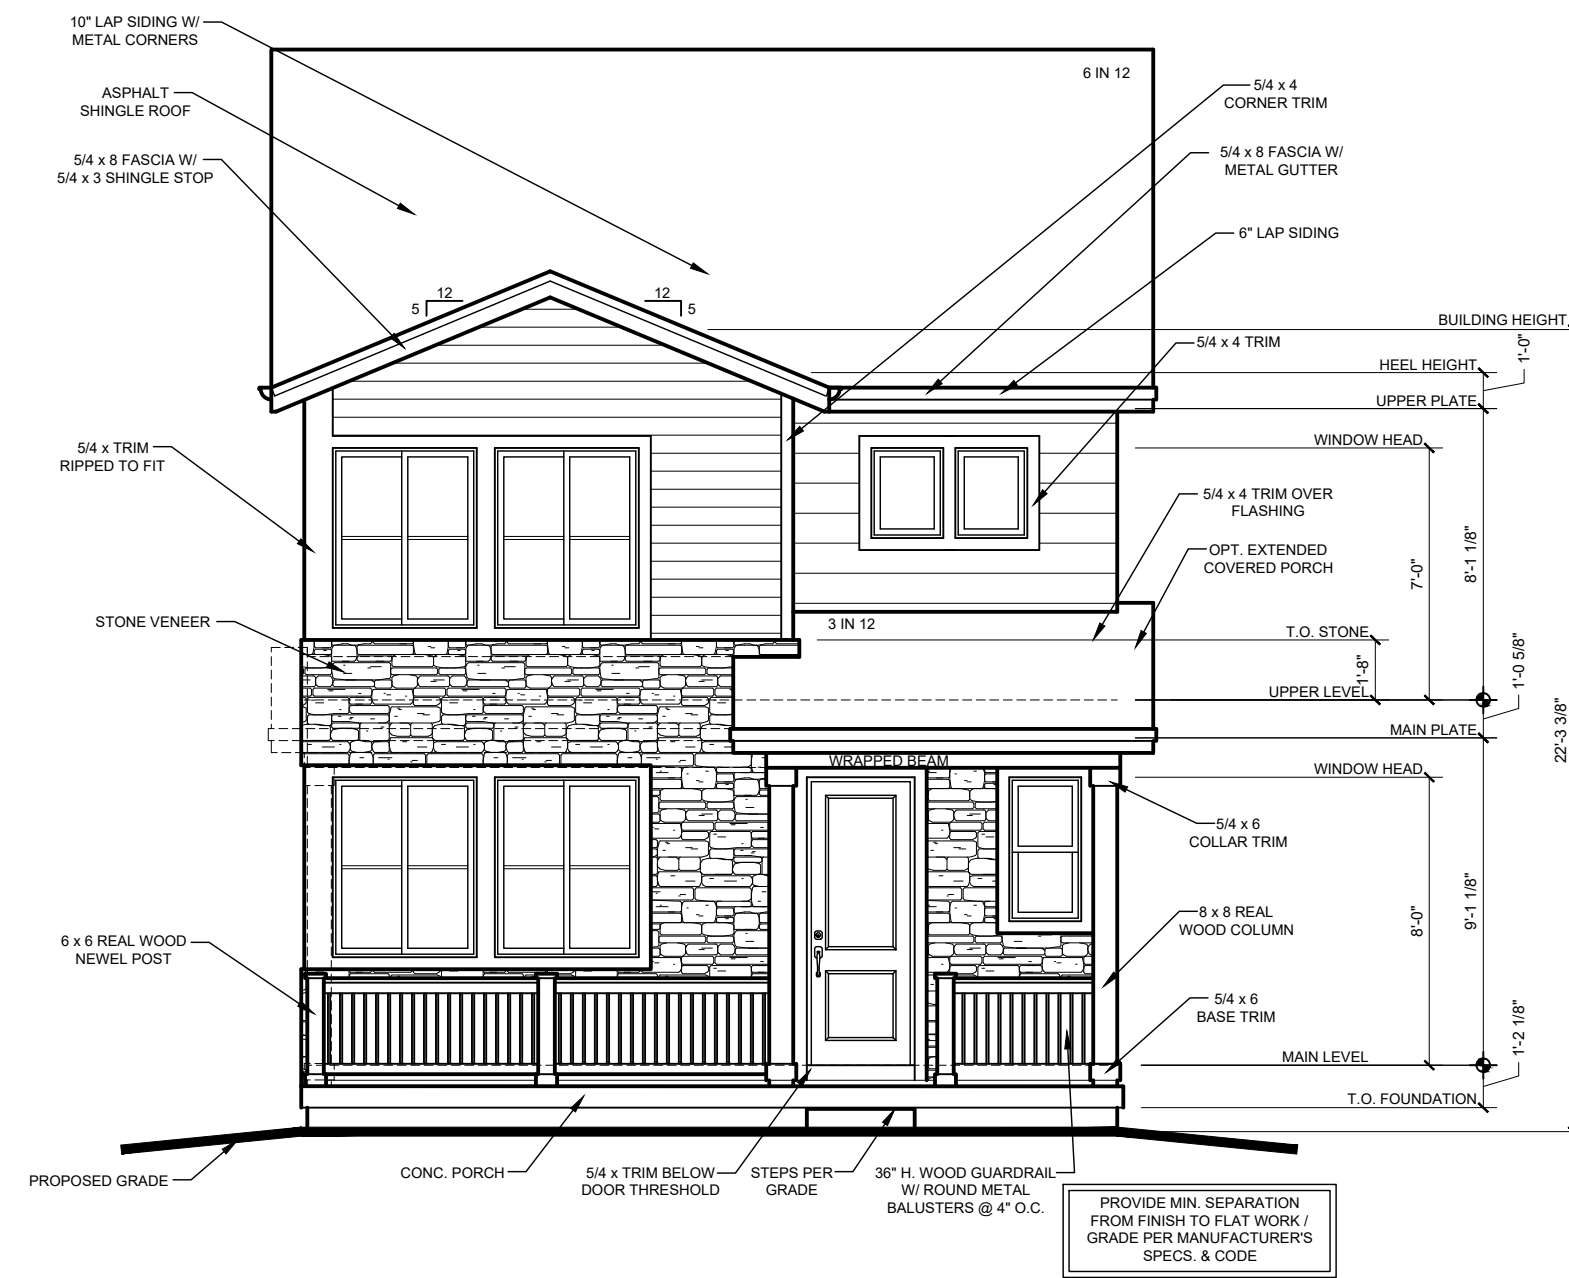 10" LAP SIDING W/
METAL CORNERS
ASPHALT
SHINGLE ROOF
5/4 x 8 FASCIA W/
5/4 x 3 SHINGLE STOP
5/4 x TRIM
RIPPED TO FIT
STONE VENEER
6 x 6 REAL WOOD
NEWEL POST
PROPOSED GRADE
6 IN 12
12
5
12
5
3 IN 12
WRAPPED BEAM
5/4 x 4
CORNER TRIM
5/4 x 8 FASCIA W/
METAL GUTTER
6" LAP SIDING
5/4 x 4 TRIM
5/4 x 4 TRIM OVER
FLASHING
OPT. EXTENDED
COVERED PORCH
5/4 x 6
COLLAR TRIM
8 x 8 REAL
WOOD COLUMN
5/4 x 6
BASE TRIM
BUILDING HEIGHT
HEEL HEIGHT
UPPER PLATE
WINDOW HEAD
T.O. STONE
UPPER LEVEL
MAIN PLATE
WINDOW HEAD
MAIN LEVEL
T.O. FOUNDATION
1'-0"
8'-1 1/8"
7'-0"
1'-8"
1'-0 5/8"
22'-3 3/8"
8'-0"
9'-1 1/8"
1'-2 1/8"
CONC. PORCH
5/4 x TRIM BELOW
DOOR THRESHOLD
STEPS PER
GRADE
36" H. WOOD GUARDRAIL
W/ ROUND METAL
BALUSTERS @ 4" O.C.
PROVIDE MIN. SEPARATION
FROM FINISH TO FLAT WORK /
GRADE PER MANUFACTURER'S
SPECS. & CODE